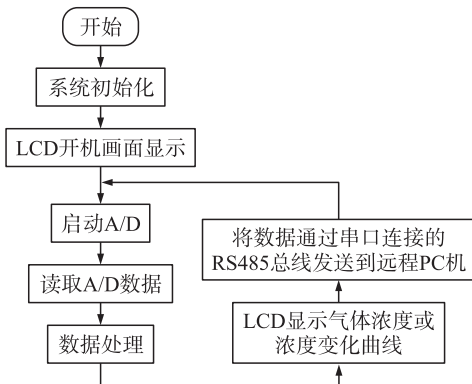 开始
系统初始化
LCD开机画面显示
启动A/D
读取A/D数据
数据处理
将数据通过串口连接的
RS485总线发送到远程PC机
LCD显示气体浓度或
浓度变化曲线